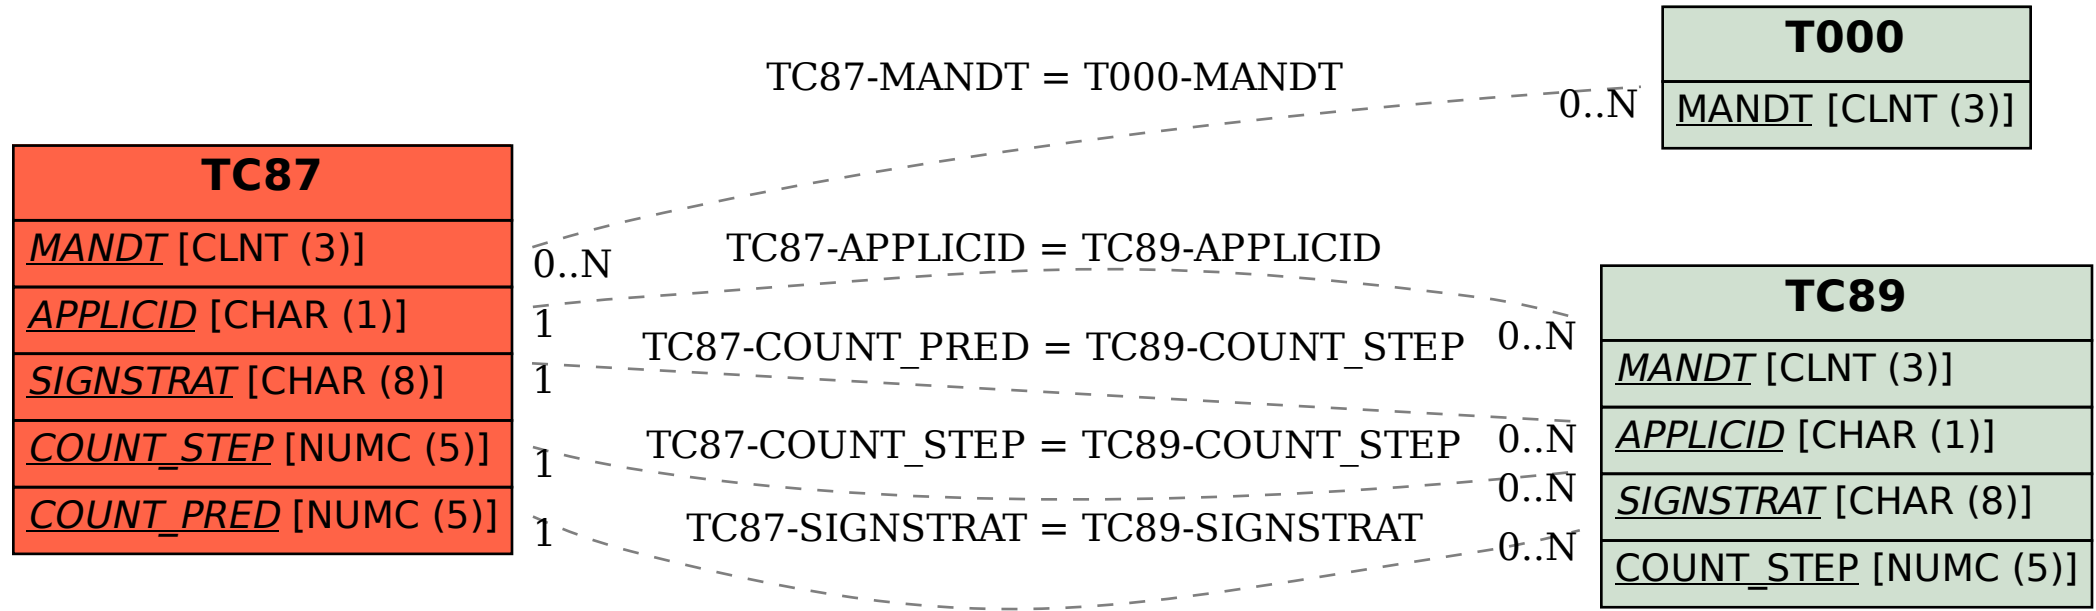 T000
MANDT [CLNT (3)]
TC87-MANDT = T000-MANDT
0..N
0..N
TC87
MANDT [CLNT (3)]
APPLICID [CHAR (1)]
SIGNSTRAT [CHAR (8)]
COUNT_STEP [NUMC (5)]
COUNT_PRED [NUMC (5)]
TC87-APPLICID = TC89-APPLICID
1
0..N
TC87-COUNT_PRED = TC89-COUNT_STEP
1
0..N
TC87-COUNT_STEP = TC89-COUNT_STEP
1
0..N
TC87-SIGNSTRAT = TC89-SIGNSTRAT
1
0..N
TC89
MANDT [CLNT (3)]
APPLICID [CHAR (1)]
SIGNSTRAT [CHAR (8)]
COUNT_STEP [NUMC (5)]